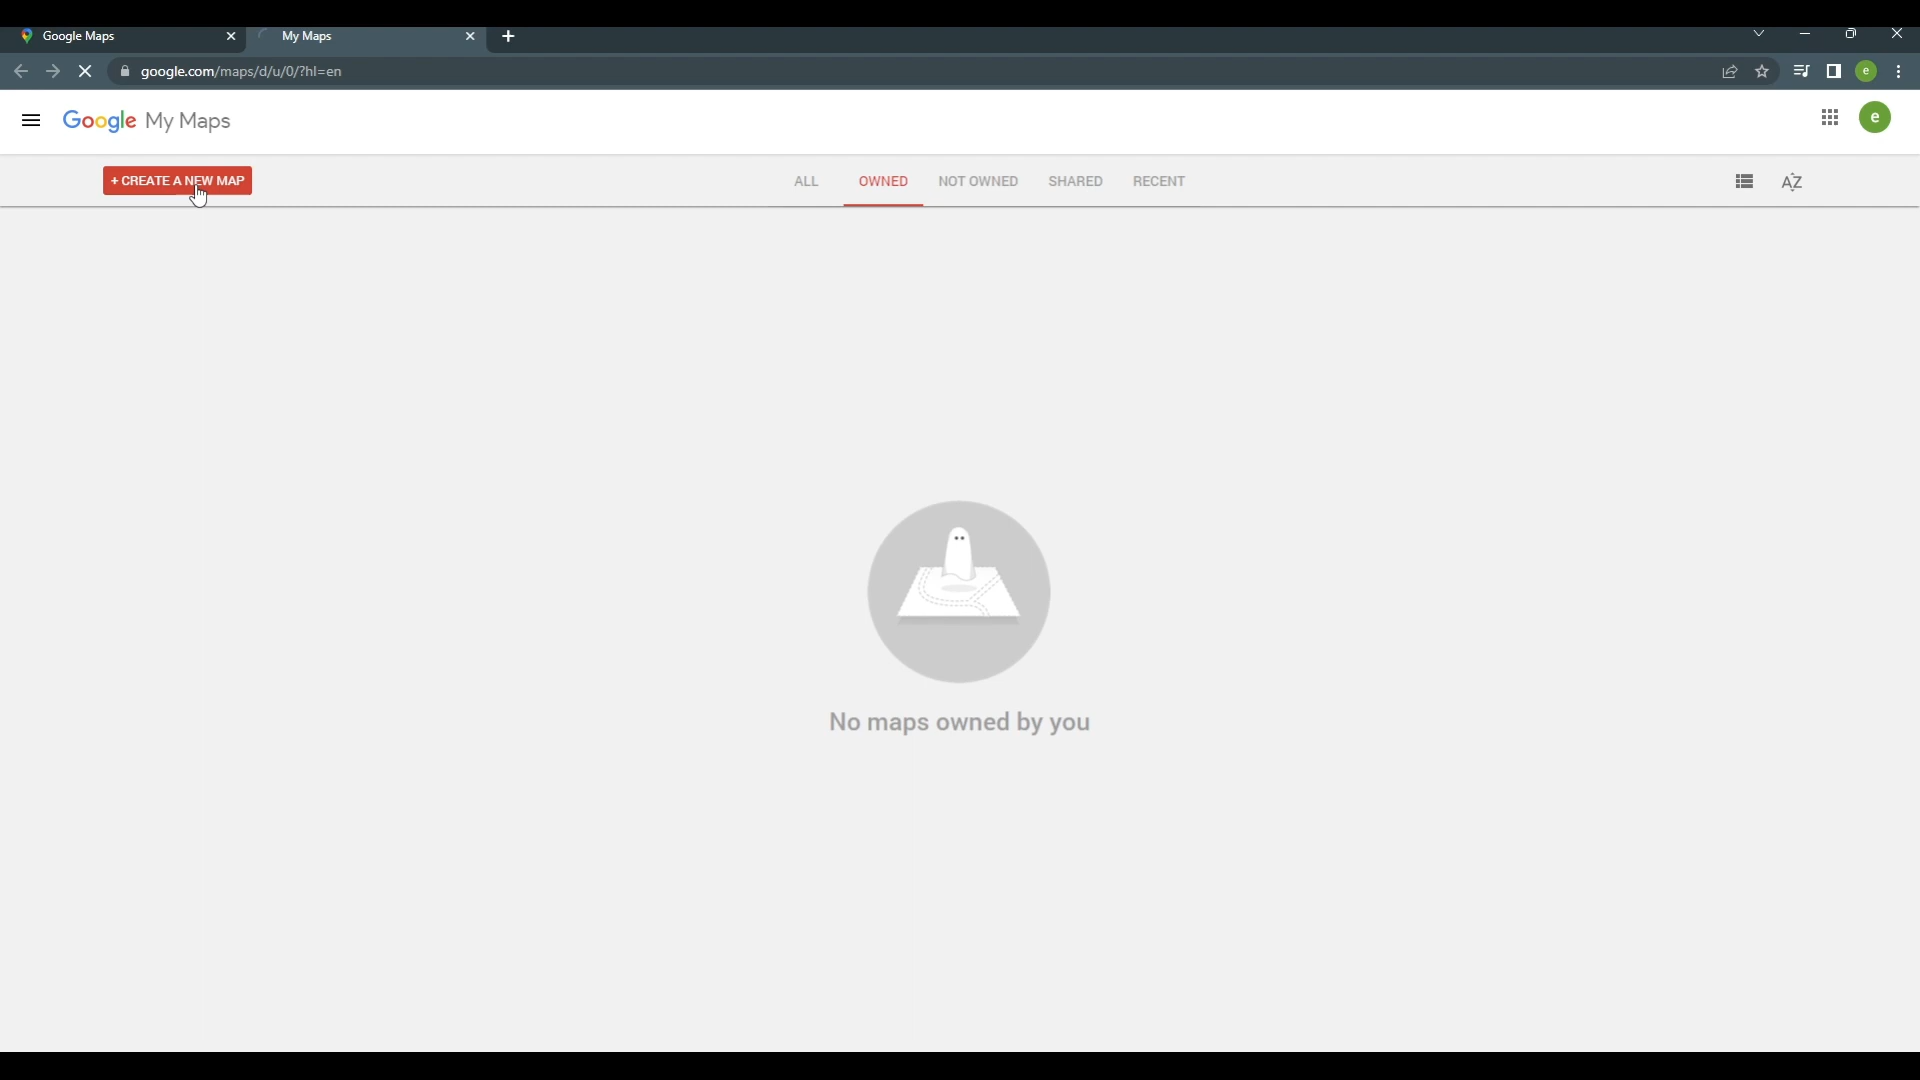 Google Maps
My Maps
google.com/maps/d/u/0/?hl=en
e
Google My Maps
e
+ CREATE A NEW MAP
ALL OWNED NOT OWNED SHARED RECENT
AZ
No maps owned by you